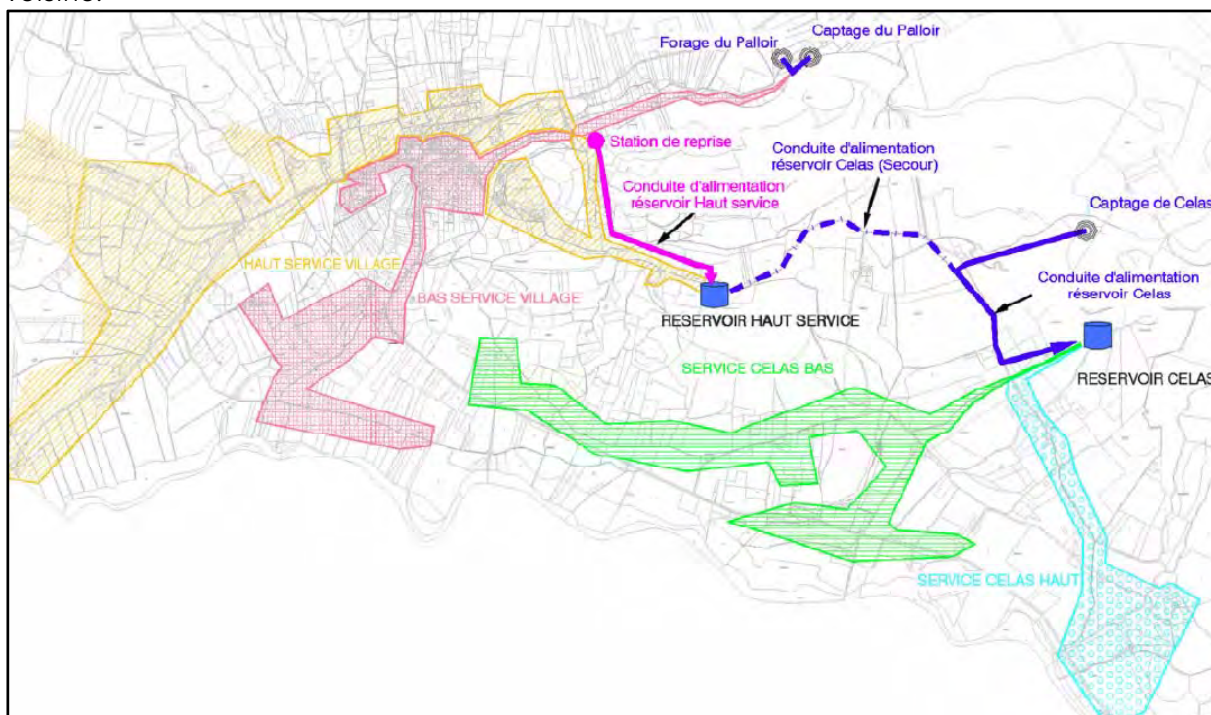 Captage du Palloir
Forage du Palloir
Station de reprise
Conduite d'alimentation
réservoir Celas (Secour)
Conduite d'alimentation
réservoir Haut service
Captage de Celas
HAUT SERVICE VILLAGE
Conduite d'alimentation
réservoir Celas
BAS SERVICE VILLAGE
RESERVOIR HAUT SERVICE
SERVICE CELAS BAS
RESERVOIR CELAS
SERVICE CELAS HAUT